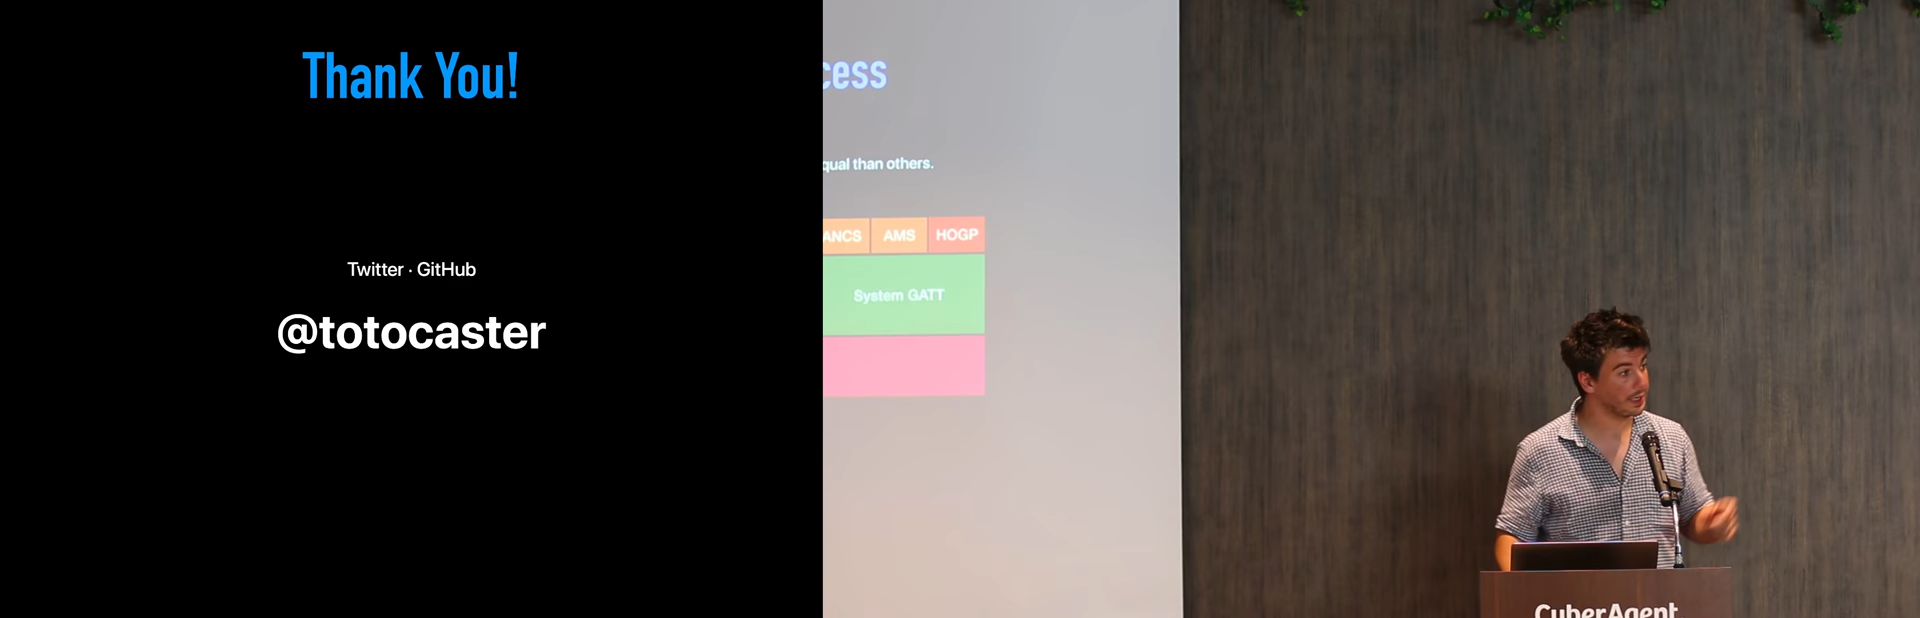 Thank You!
Twitter · GitHub
@totocaster
cess
qual than others.
ANCS AMS HOGP
System GATT
CyberAgent